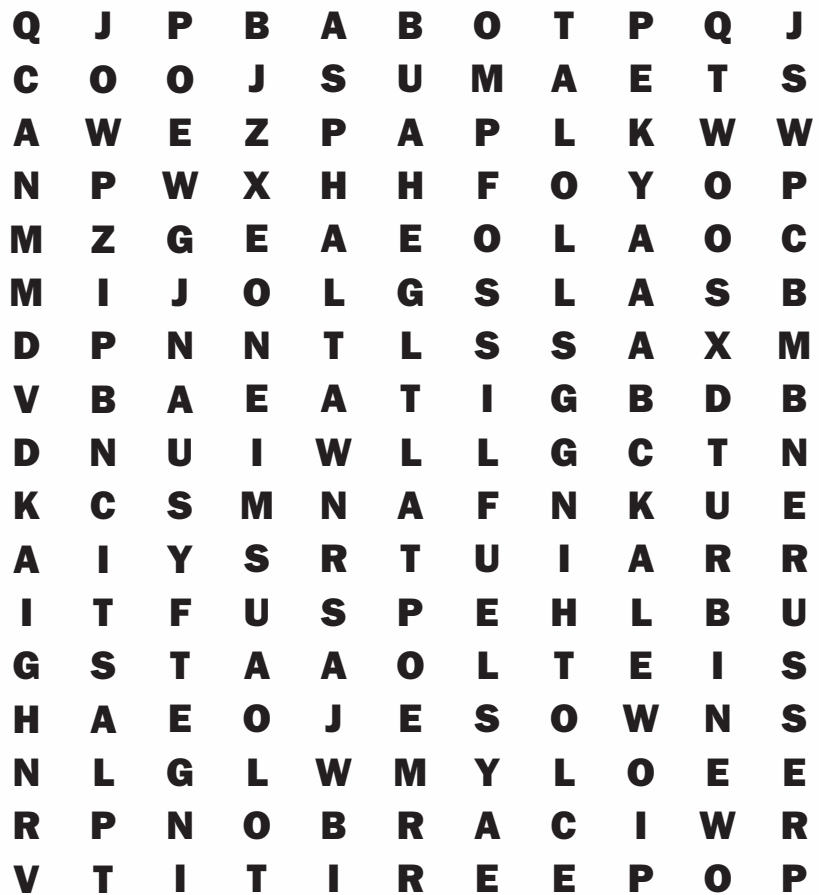 Q J P B A B O T P Q J
C O O J S U M A E T S
A W E Z P A P L K W W
N P W X H H F O Y O P
M Z G E A E O L A O C
M I J O L G S L A S B
D P N N T L S S A X M
V B A E A T I G B D B
D N U I W L L G C T N
K C S M N A F N K U E
A I Y S R T U I A R R
I T F U S P E H L B U
G S T A A O L T E I S
H A E O J E S O W N S
N L G L W M Y L O E E
R P N O B R A C I W R
V T I T I R E E P O P